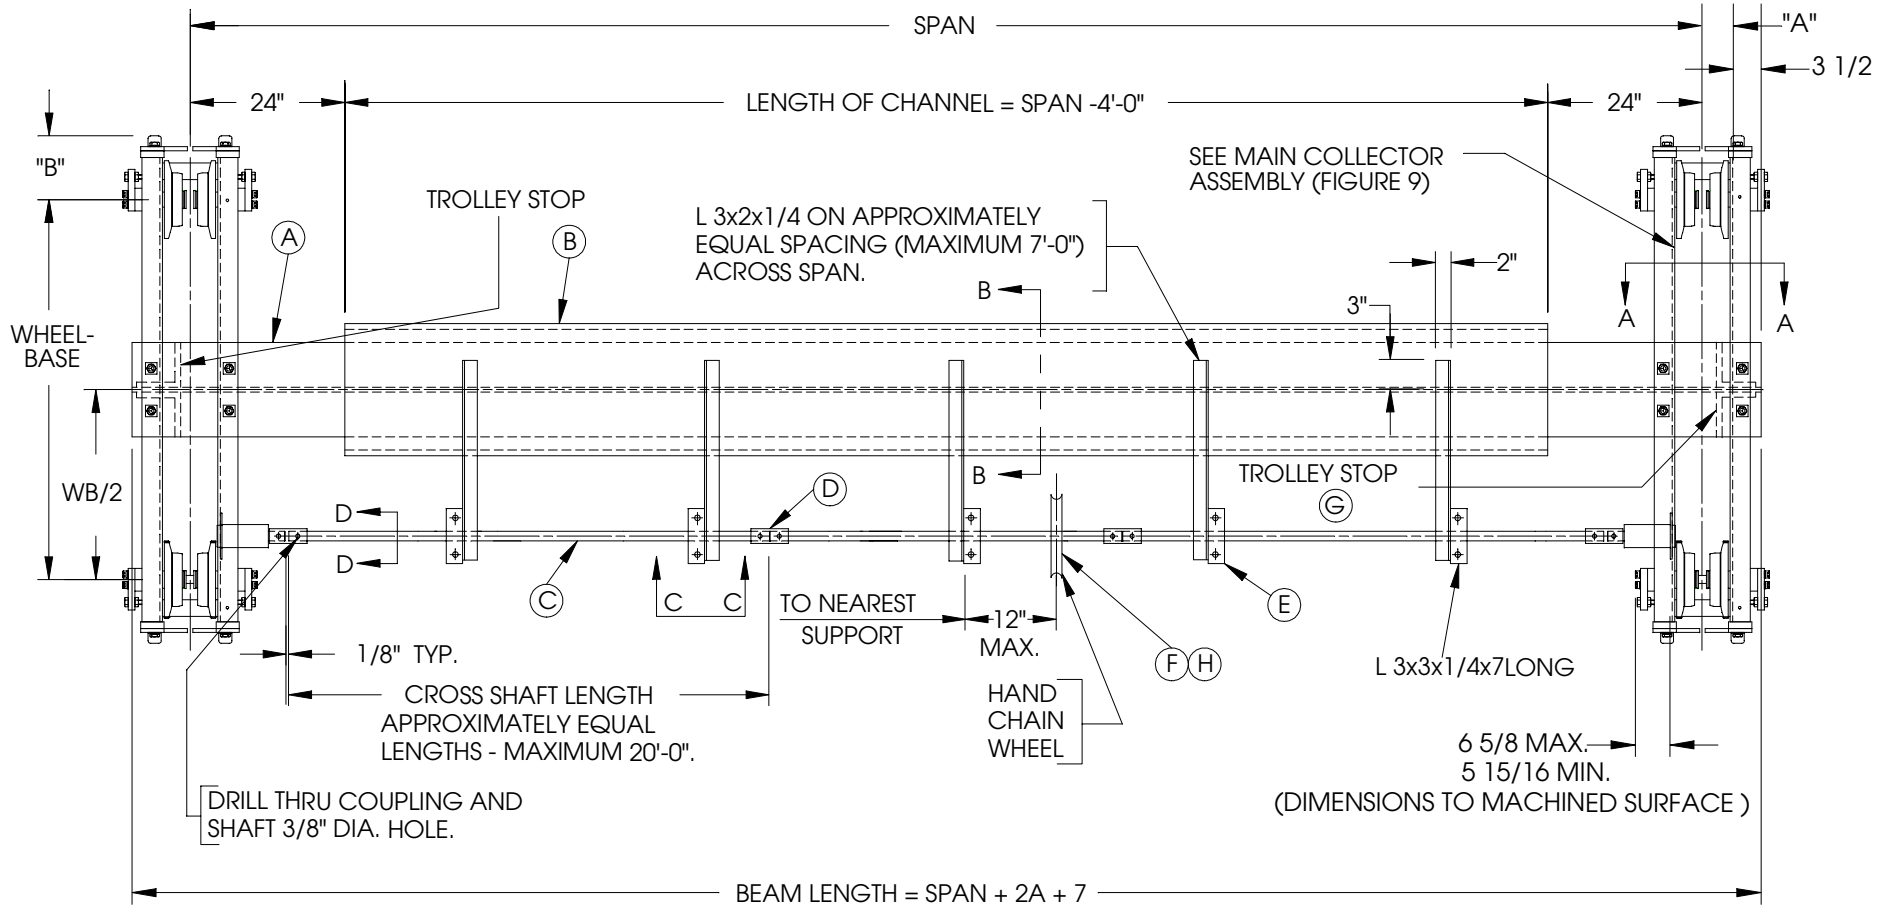 SPAN
"A"
3 1/2
24"
LENGTH OF CHANNEL = SPAN -4'-0"
24"
"B"
SEE MAIN COLLECTOR
ASSEMBLY (FIGURE 9)
TROLLEY STOP
L 3x2x1/4 ON APPROXIMATELY
EQUAL SPACING (MAXIMUM 7'-0")
ACROSS SPAN.
A
B
2"
B
3"
A
A
WHEEL-
BASE
WB/2
B
TROLLEY STOP
G
D
D
D
C
C
C
E
TO NEAREST
SUPPORT
12"
MAX.
F
H
L 3x3x1/4x7LONG
1/8" TYP.
CROSS SHAFT LENGTH
APPROXIMATELY EQUAL
LENGTHS - MAXIMUM 20'-0".
HAND
CHAIN
WHEEL
6 5/8 MAX.
5 15/16 MIN.
(DIMENSIONS TO MACHINED SURFACE )
DRILL THRU COUPLING AND
SHAFT 3/8" DIA. HOLE.
BEAM LENGTH = SPAN + 2A + 7